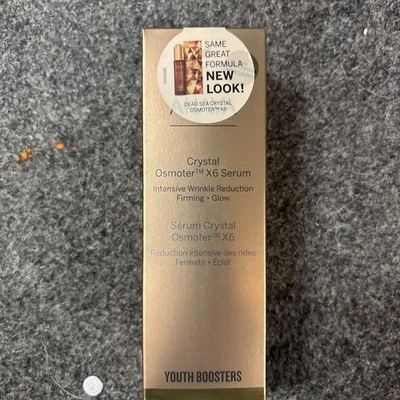 SAME
GREAT
FORMULA
NEW
LOOK!
DEAD SEA CRYSTAL
OSMOTER™ X6
Crystal
Osmoter™ X6 Serum
Intensive Wrinkle Reduction
Firming • Glow
Sérum Crystal
Osmoter™ X6
Réduction intensive des rides
Fermeté • Éclat
YOUTH BOOSTERS